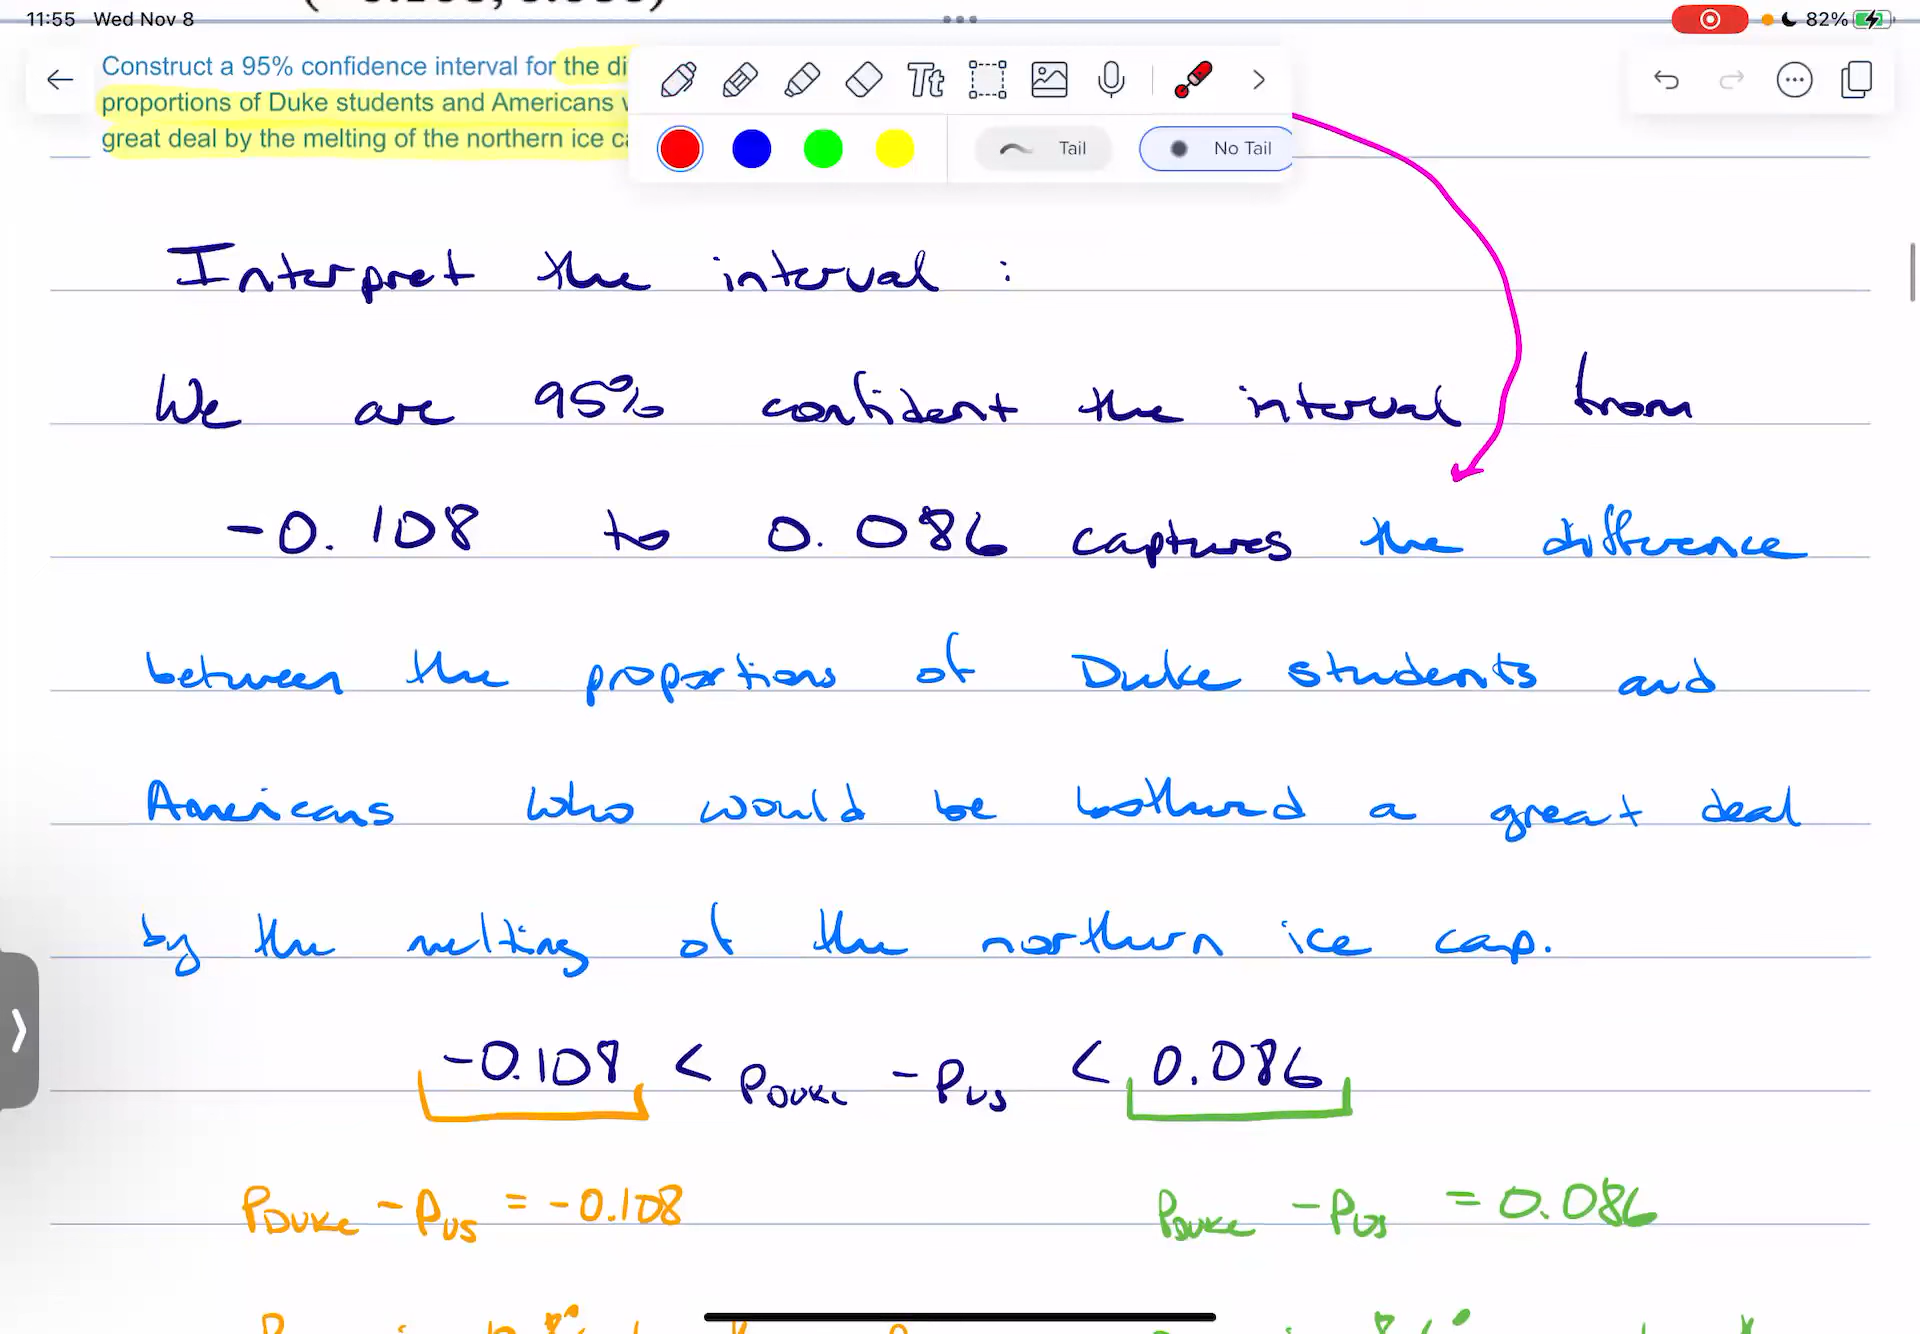 11:55 Wed Nov 8
82%
Construct a 95% confidence interval for the di
proportions of Duke students and Americans
great deal by the melting of the northern ice
Tt
Tail
No Tail
Interpret the interval :
We are 95% confident the interval from
-0.108 to 0.086 captures the difference
between the proportions of Duke students and
Americans who would be bothered a great deal
by the melting of the northern ice cap.
-0.108 < PDUKE - PUS < 0.086
PDUKE - PUS = -0.108
PDUKE - PUS = 0.086